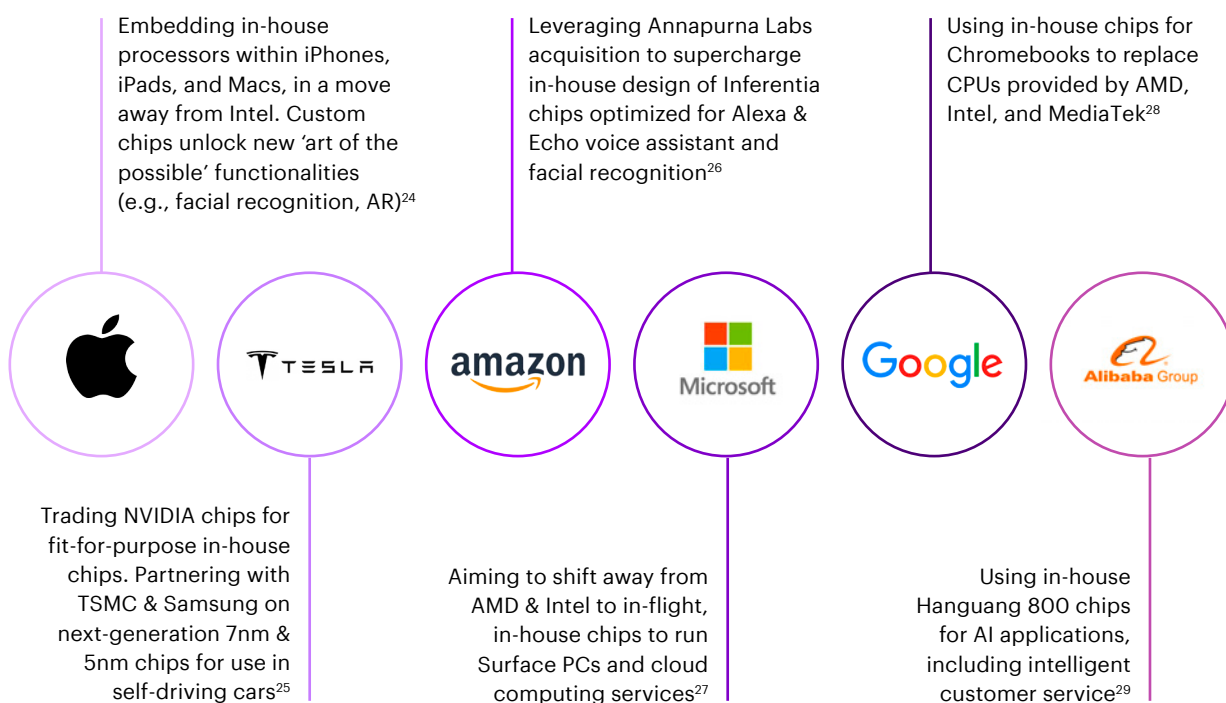 Embedding in-house
processors within iPhones,
iPads, and Macs, in a move
away from Intel. Custom
chips unlock new ‘art of the
possible’ functionalities
(e.g., facial recognition, AR)24
Leveraging Annapurna Labs
acquisition to supercharge
in-house design of Inferentia
chips optimized for Alexa &
Echo voice assistant and
facial recognition26
Using in-house chips for
Chromebooks to replace
CPUs provided by AMD,
Intel, and MediaTek28
TESLA
amazon
Microsoft
Google
Alibaba Group
Trading NVIDIA chips for
fit-for-purpose in-house
chips. Partnering with
TSMC & Samsung on
next-generation 7nm &
5nm chips for use in
self-driving cars25
Aiming to shift away from
AMD & Intel to in-flight,
in-house chips to run
Surface PCs and cloud
computing services27
Using in-house
Hanguang 800 chips
for AI applications,
including intelligent
customer service29